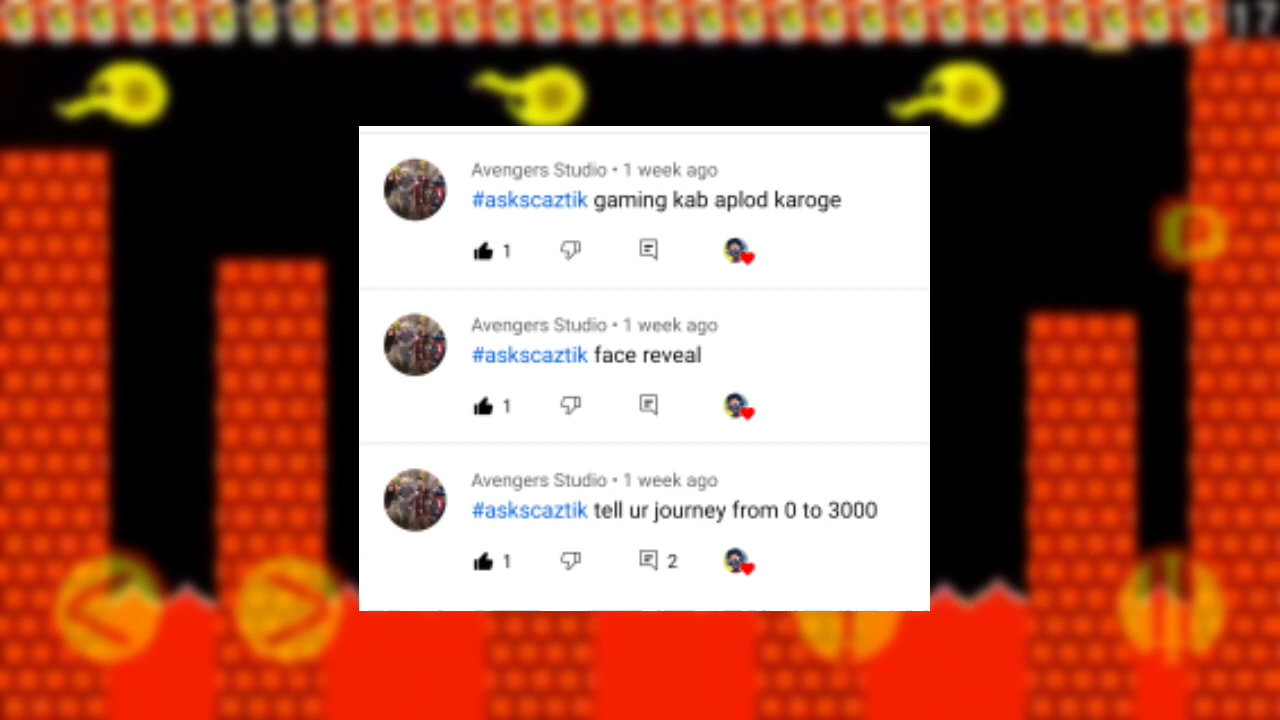 17
Avengers Studio • 1 week ago
#askscaztik gaming kab aplod karoge
1
Avengers Studio • 1 week ago
#askscaztik face reveal
1
Avengers Studio • 1 week ago
#askscaztik tell ur journey from 0 to 3000
1 2